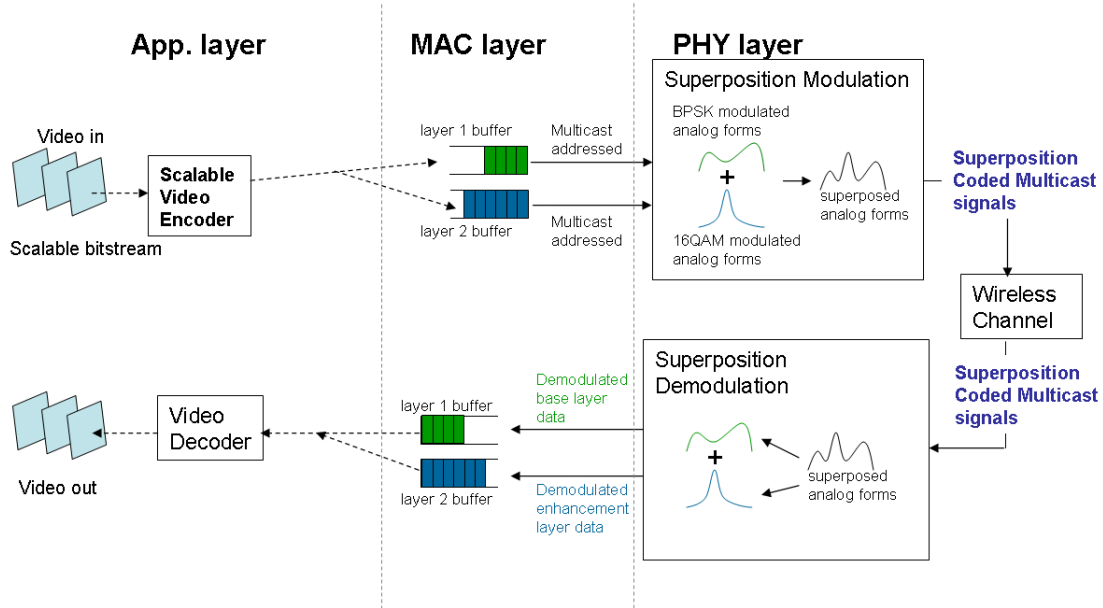 App. layer
MAC layer
PHY layer
Video in
Scalable
Video
Encoder
Scalable bitstream
layer 1 buffer
layer 2 buffer
Multicast
addressed
Multicast
addressed
Superposition Modulation
BPSK modulated
analog forms
+
superposed
analog forms
16QAM modulated
analog forms
Superposition
Coded Multicast
signals
Wireless
Channel
Superposition
Coded Multicast
signals
Superposition
Demodulation
+
superposed
analog forms
Demodulated
base layer
data
Demodulated
enhancement
layer data
layer 1 buffer
layer 2 buffer
Video
Decoder
Video out